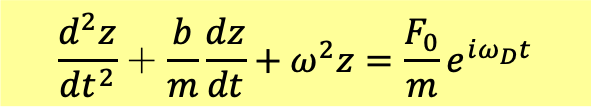 d²z/dt² + b/m dz/dt + ω²z = F₀/m e^{iω_D t}